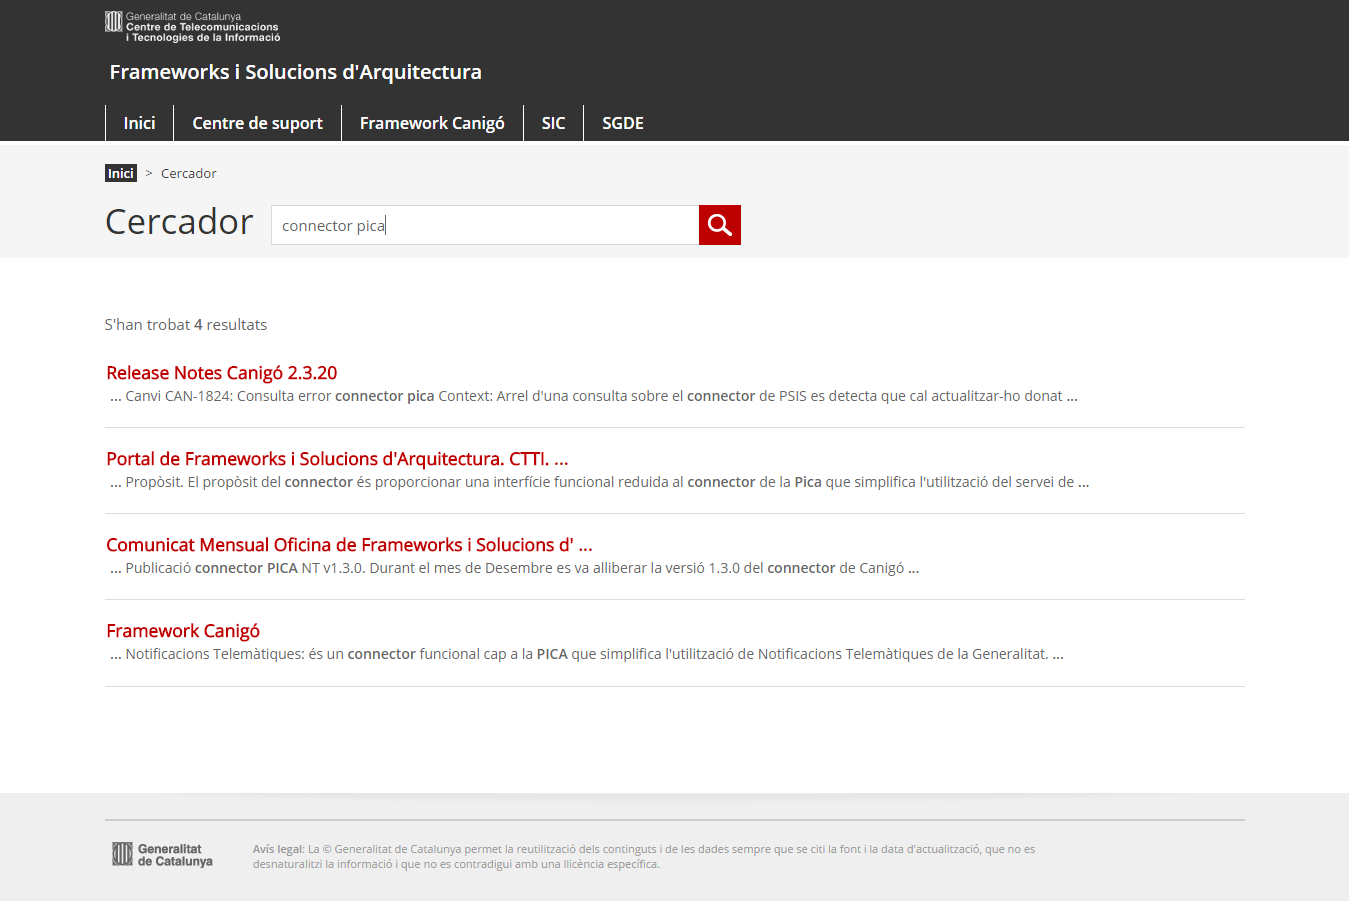 Generalitat de Catalunya
Centre de Telecomunicacions
i Tecnologies de la Informació
Frameworks i Solucions d'Arquitectura
Inici
Centre de suport
Framework Canigó
SIC
SGDE
Inici > Cercador
Cercador
connector pica
S'han trobat 4 resultats
Release Notes Canigó 2.3.20
... Canvi CAN-1824: Consulta error connector pica Context: Arrel d'una consulta sobre el connector de PSIS es detecta que cal actualitzar-ho donat ...
Portal de Frameworks i Solucions d'Arquitectura. CTTI. ...
... Propòsit. El propòsit del connector és proporcionar una interfície funcional reduida al connector de la Pica que simplifica l'utilització del servei de ...
Comunicat Mensual Oficina de Frameworks i Solucions d' ...
... Publicació connector PICA NT v1.3.0. Durant el mes de Desembre es va alliberar la versió 1.3.0 del connector de Canigó ...
Framework Canigó
... Notificacions Telemàtiques: és un connector funcional cap a la PICA que simplifica l'utilització de Notificacions Telemàtiques de la Generalitat. ...
Generalitat
de Catalunya
Avís legal: La © Generalitat de Catalunya permet la reutilització dels continguts i de les dades sempre que se citi la font i la data d'actualització, que no es
desnaturalitzi la informació i que no es contradigui amb una llicència específica.